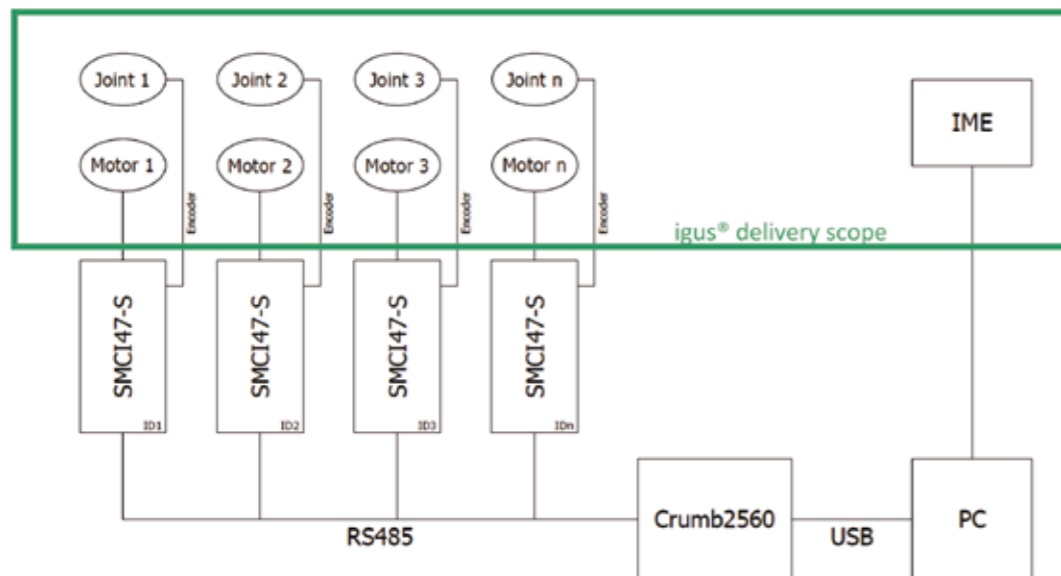 Joint 1
Joint 2
Joint 3
Joint n
IME
Motor 1
Motor 2
Motor 3
Motor n
Encoder
Encoder
Encoder
Encoder
igus® delivery scope
SMCI47-S
SMCI47-S
SMCI47-S
SMCI47-S
ID1
ID2
ID3
IDn
Crumb2560
PC
RS485
USB